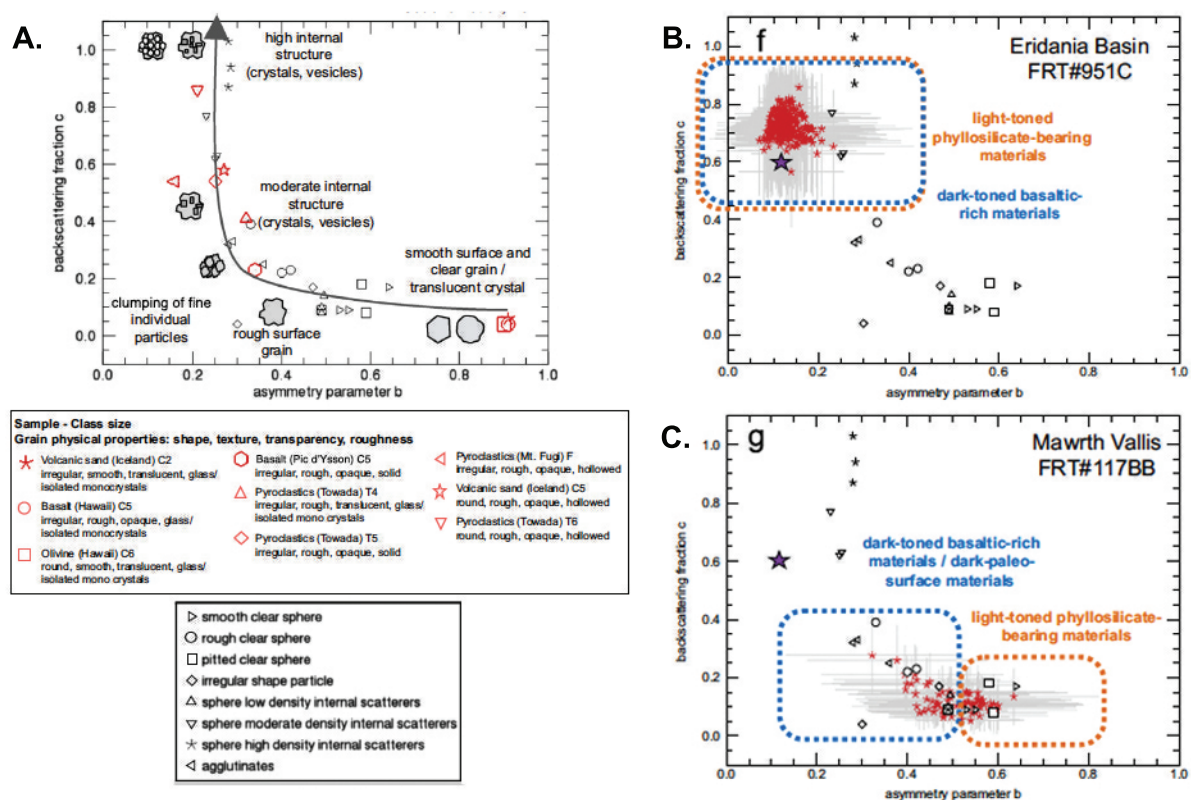 A.
backscattering fraction c
1.0
0.8
0.6
0.4
0.2
0.0
high internal
structure
(crystals, vesicles)
moderate internal
structure
(crystals, vesicles)
smooth surface and
clear grain /
translucent crystal
clumping of fine
individual
particles
rough surface
grain
0.0 0.2 0.4 0.6 0.8 1.0
asymmetry parameter b
Sample - Class size
Grain physical properties: shape, texture, transparency, roughness
Volcanic sand (Iceland) C2
irregular, smooth, translucent, glass/
isolated monocrystals
Basalt (Hawaii) C5
irregular, rough, opaque, glass/
isolated monocrystals
Olivine (Hawaii) C6
round, smooth, translucent, glass/
isolated mono crystals
Basalt (Pic d'Ysson) C5
irregular, rough, opaque, solid
Pyroclastics (Towada) T4
irregular, rough, translucent, glass/
isolated mono crystals
Pyroclastics (Towada) T5
irregular, rough, opaque, solid
Pyroclastics (Mt. Fugi) F
irregular, rough, opaque, hollowed
Volcanic sand (Iceland) C5
round, rough, opaque, hollowed
Pyroclastics (Towada) T6
round, rough, opaque, hollowed
smooth clear sphere
rough clear sphere
pitted clear sphere
irregular shape particle
sphere low density internal scatterers
sphere moderate density internal scatterers
sphere high density internal scatterers
agglutinates
B.
f
Eridania Basin
FRT#951C
backscattering fraction c
1.0
0.8
0.6
0.4
0.2
0.0
light-toned
phyllosilicate-bearing
materials
dark-toned basaltic-
rich materials
0.0 0.2 0.4 0.6 0.8 1.0
asymmetry parameter b
C.
g
Mawrth Vallis
FRT#117BB
backscattering fraction c
1.0
0.8
0.6
0.4
0.2
0.0
dark-toned basaltic-rich
materials / dark-paleo-
surface materials
light-toned phyllosilicate-
bearing materials
0.0 0.2 0.4 0.6 0.8 1.0
asymmetry parameter b